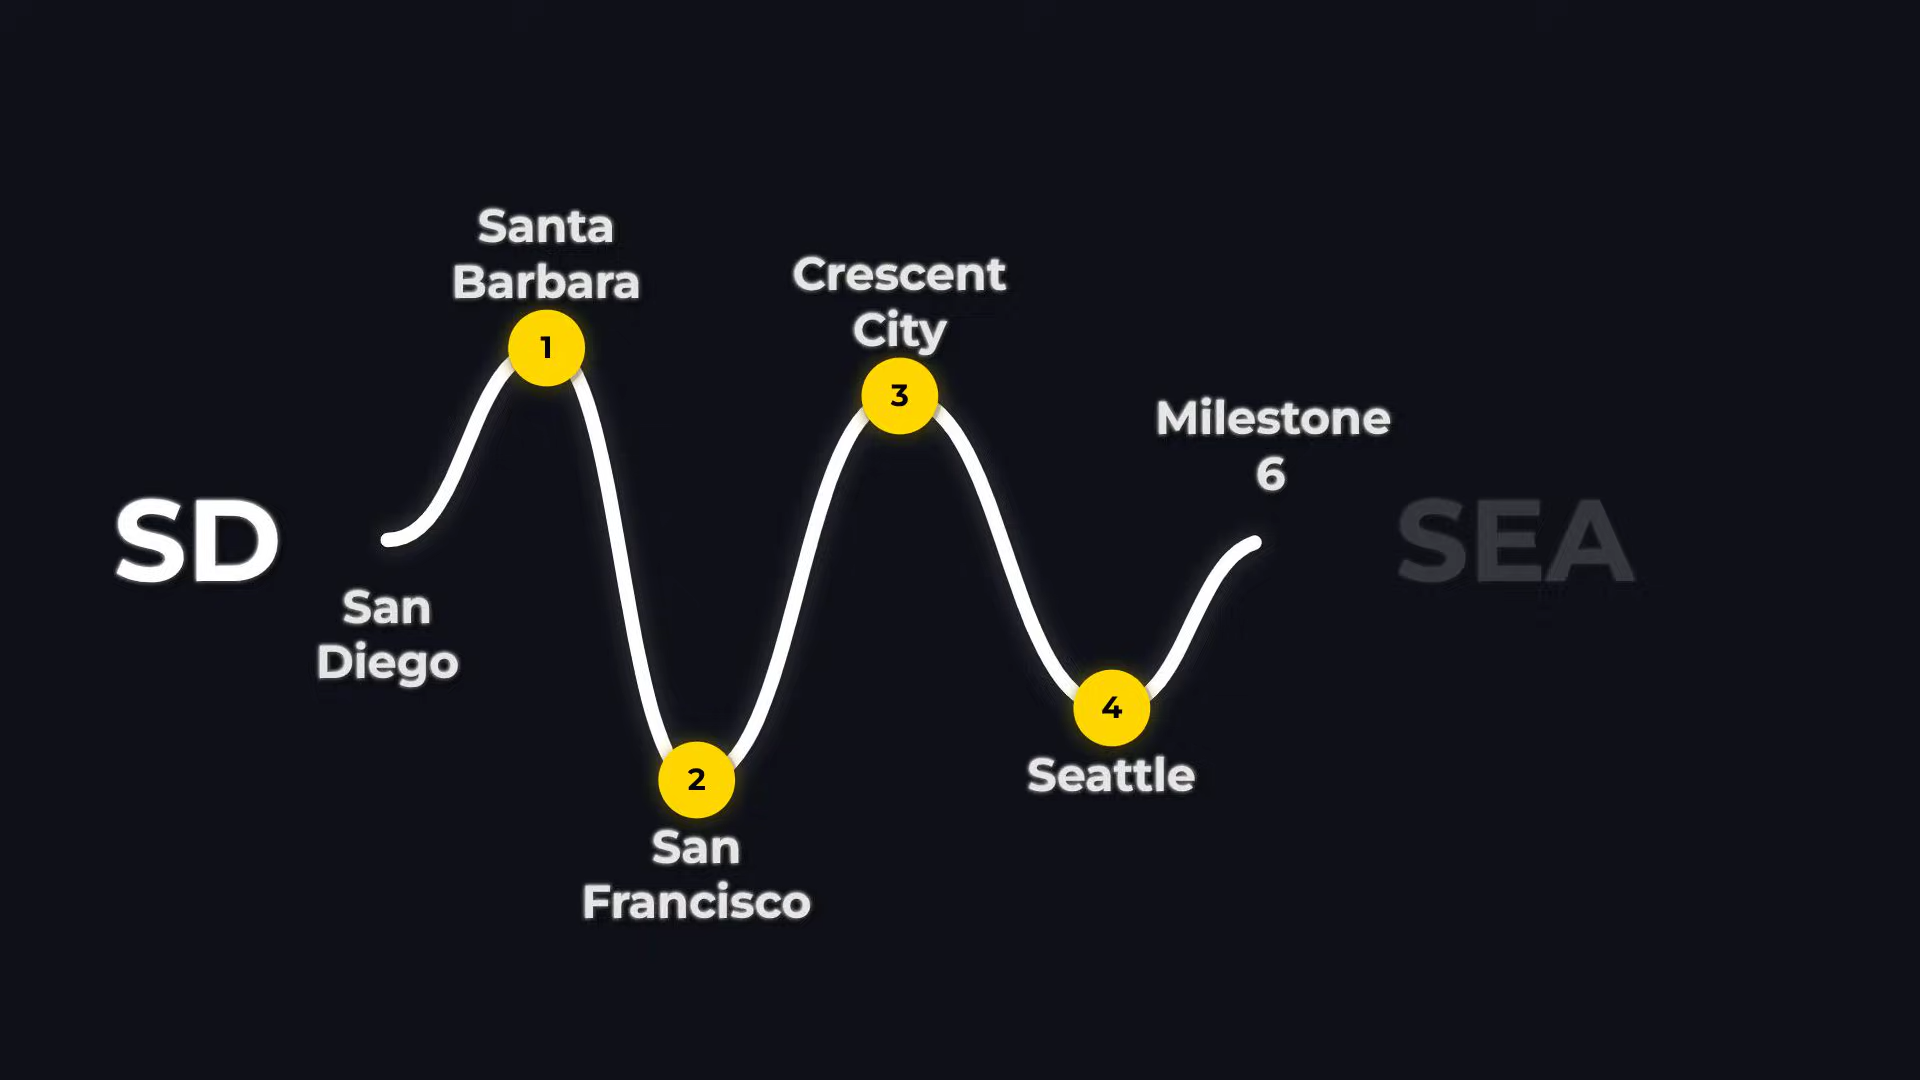 SD
San
Diego
Santa
Barbara
1
2
San
Francisco
Crescent
City
3
4
Seattle
Milestone
6
SEA